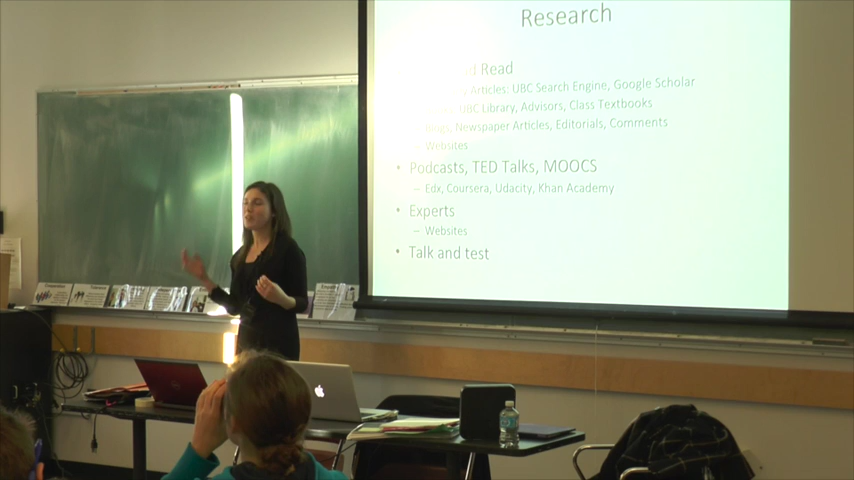 Research
Read
Articles: UBC Search Engine, Google Scholar
UBC Library, Advisors, Class Textbooks
Blogs, Newspaper Articles, Editorials, Comments
Websites
• Podcasts, TED Talks, MOOCS
– Edx, Coursera, Udacity, Khan Academy
• Experts
– Websites
• Talk and test